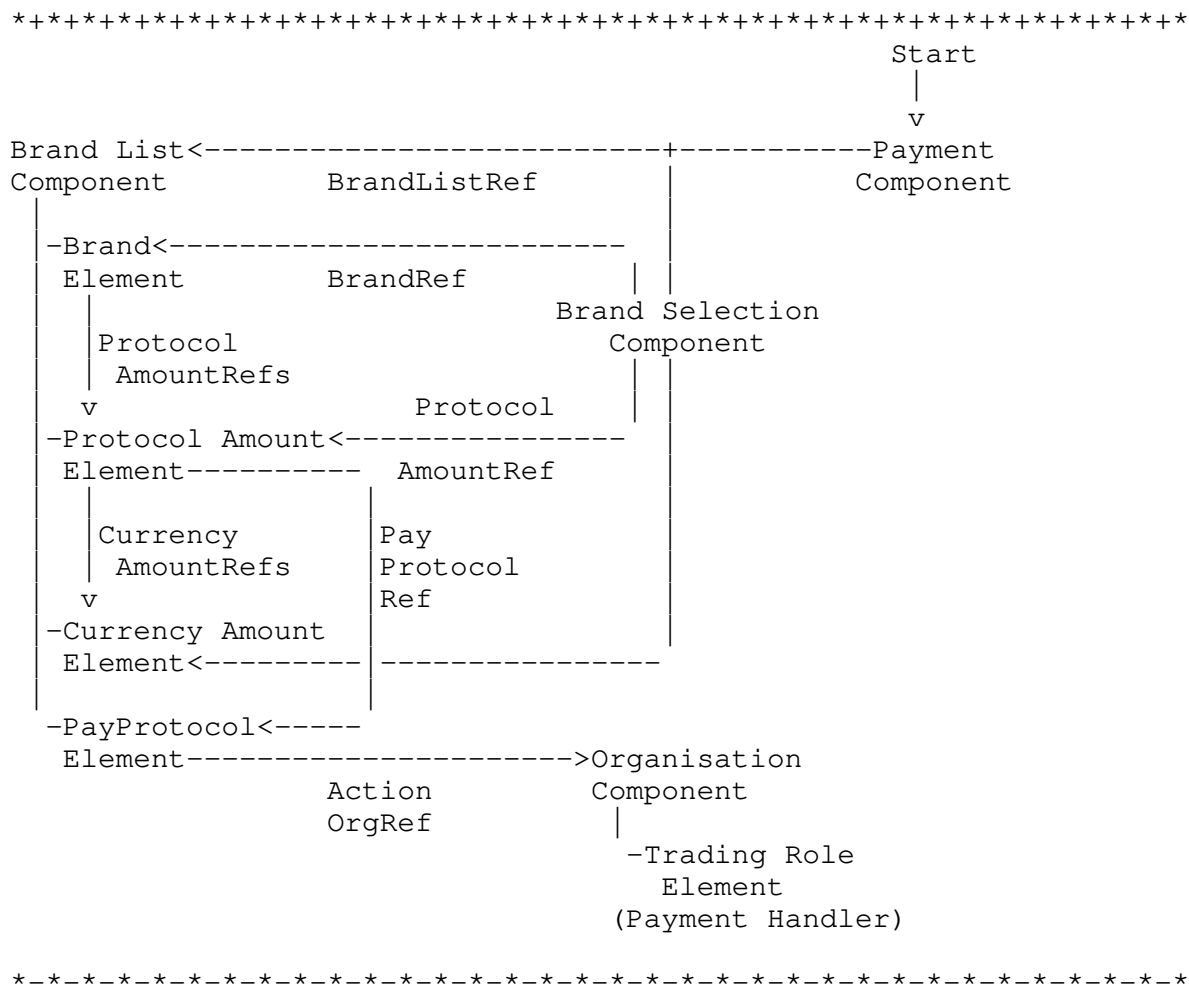 *+*+*+*+*+*+*+*+*+*+*+*+*+*+*+*+*+*+*+*+*+*+*+*+*+*+*+*+*+*+*+*+*+*
Start
|
v
Brand List<--------------------------+-----------Payment
Component BrandListRef | Component
| |
|-Brand<-------------------------- |
| Element BrandRef | |
| | Brand Selection
| |Protocol Component
| | AmountRefs | |
| v Protocol | |
|-Protocol Amount<---------------- |
| Element---------- AmountRef |
| | | |
| |Currency |Pay |
| | AmountRefs |Protocol |
| v |Ref |
|-Currency Amount | |
| Element<---------|----------------
| |
-PayProtocol<-----
Element---------------------->Organisation
Action Component
OrgRef |
-Trading Role
Element
(Payment Handler)
*-*-*-*-*-*-*-*-*-*-*-*-*-*-*-*-*-*-*-*-*-*-*-*-*-*-*-*-*-*-*-*-*-*